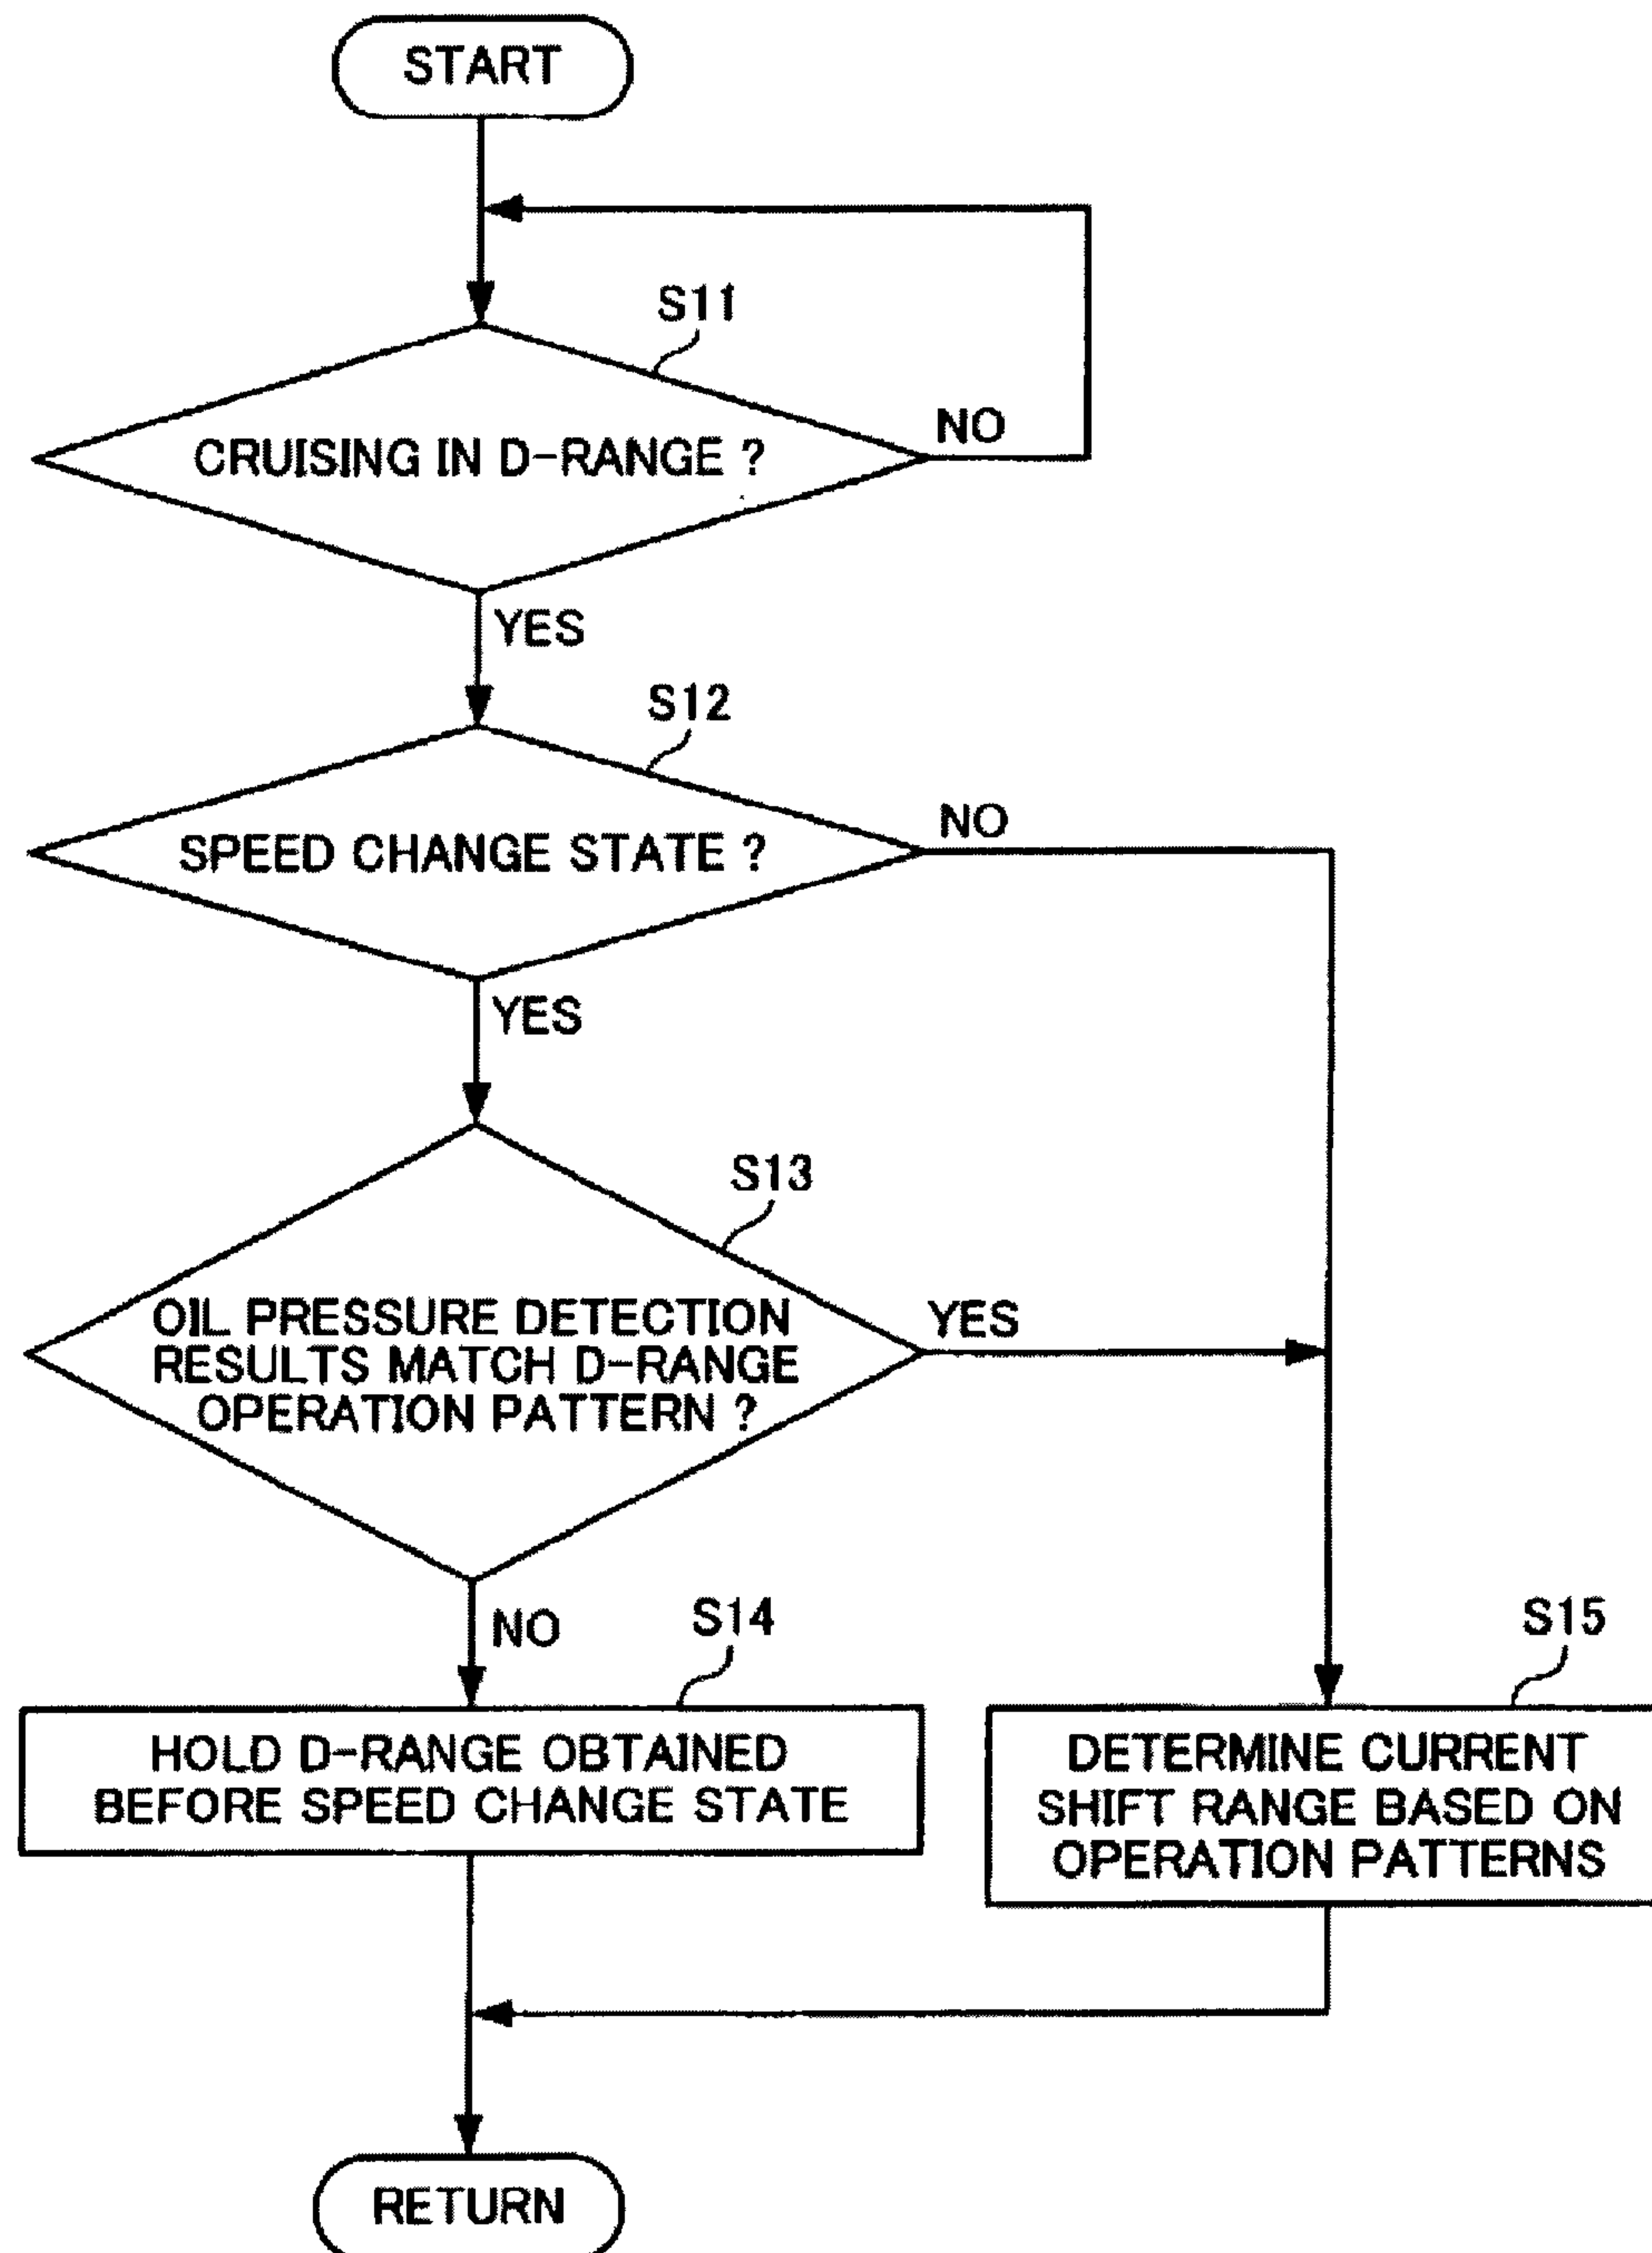 START
S11
CRUISING IN D-RANGE ?
NO
YES
S12
SPEED CHANGE STATE ?
NO
YES
S13
OIL PRESSURE DETECTION
RESULTS MATCH D-RANGE
OPERATION PATTERN ?
YES
NO
S14
HOLD D-RANGE OBTAINED
BEFORE SPEED CHANGE STATE
S15
DETERMINE CURRENT
SHIFT RANGE BASED ON
OPERATION PATTERNS
RETURN